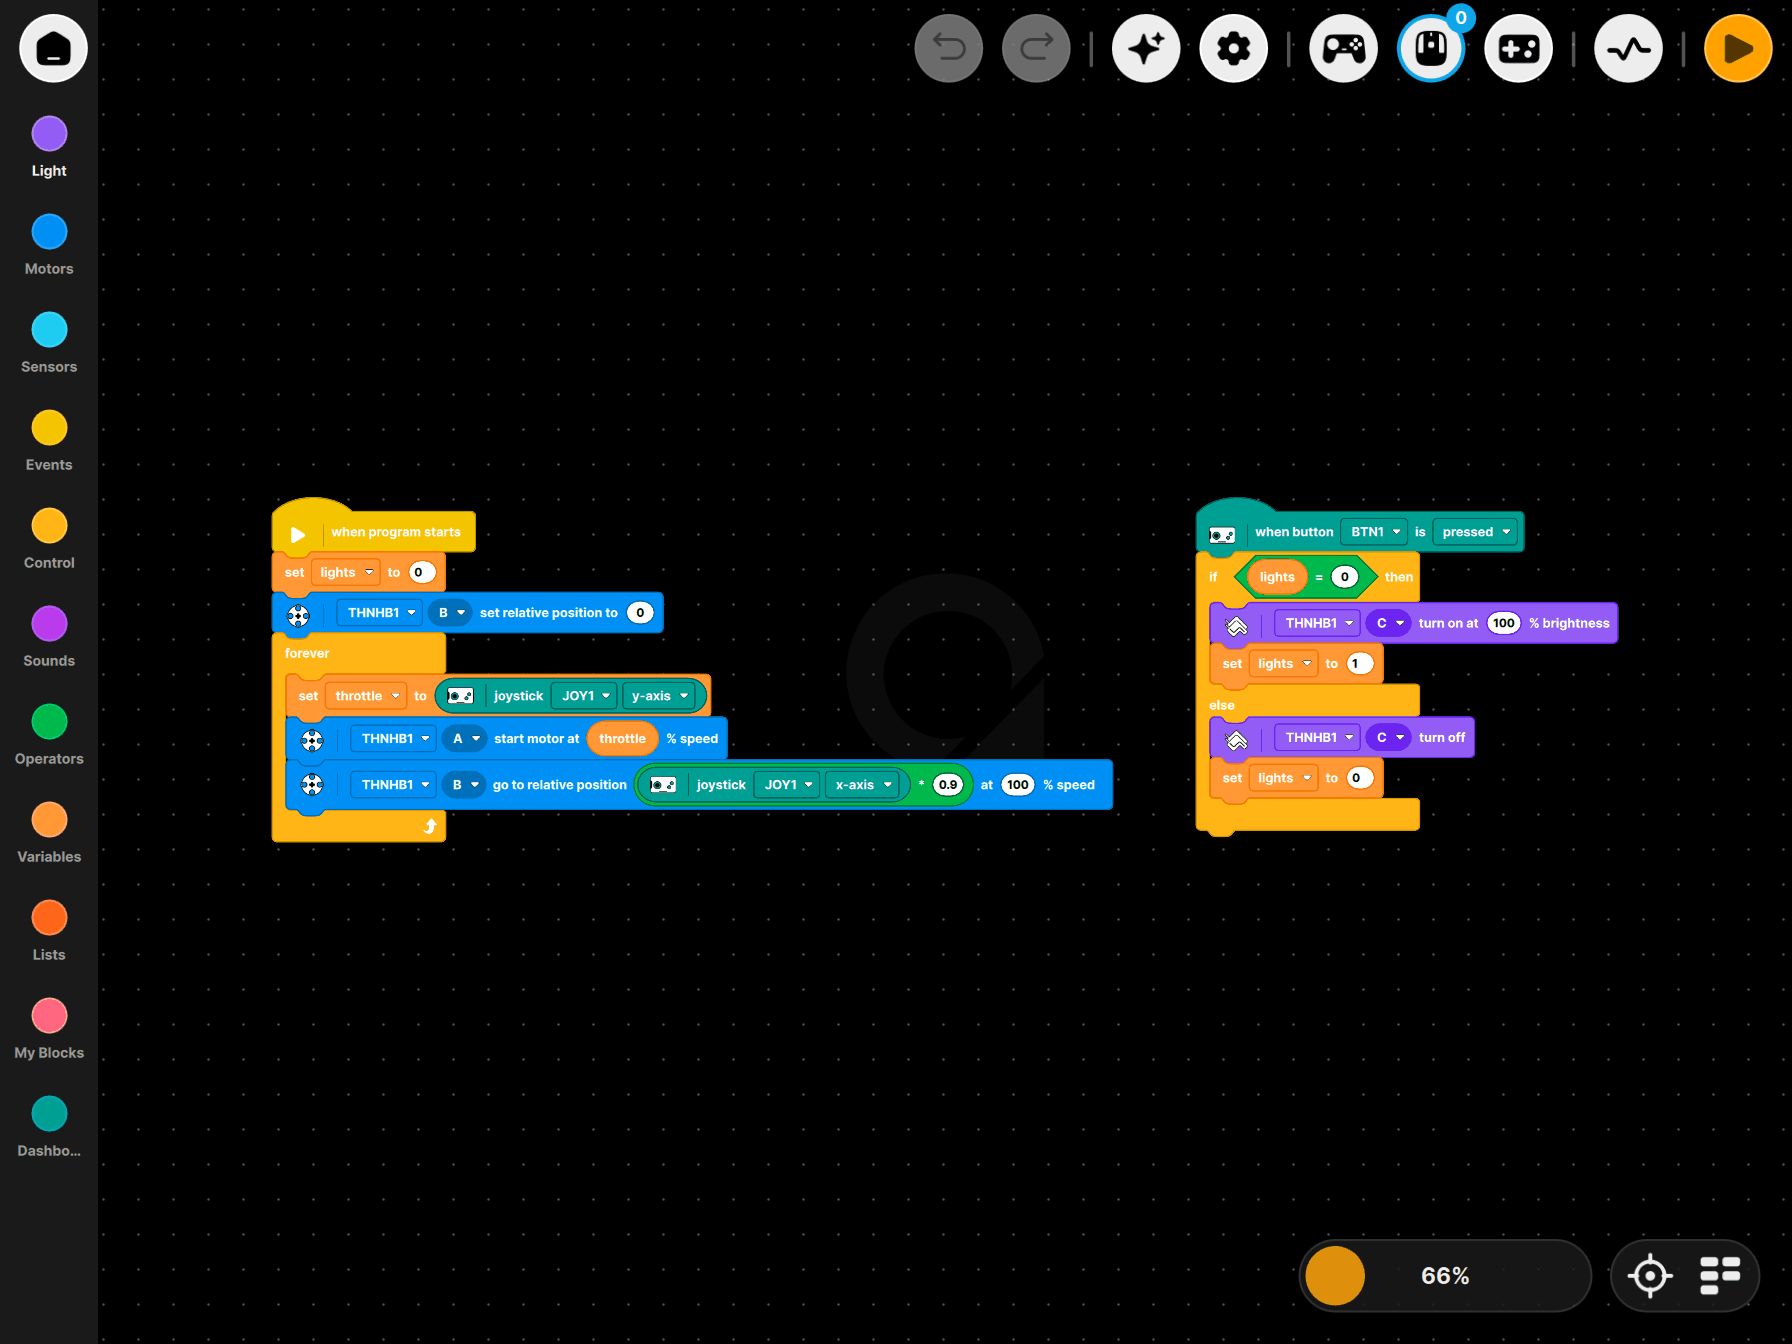 0
Light
Motors
Sensors
Events
Control
Sounds
Operators
Variables
Lists
My Blocks
Dashbo...
when program starts
set lights to 0
THNHB1 B set relative position to 0
forever
set throttle to joystick JOY1 y-axis
THNHB1 A start motor at throttle % speed
THNHB1 B go to relative position joystick JOY1 x-axis * 0.9 at 100 % speed
when button BTN1 is pressed
if lights = 0 then
THNHB1 C turn on at 100 % brightness
set lights to 1
else
THNHB1 C turn off
set lights to 0
66%